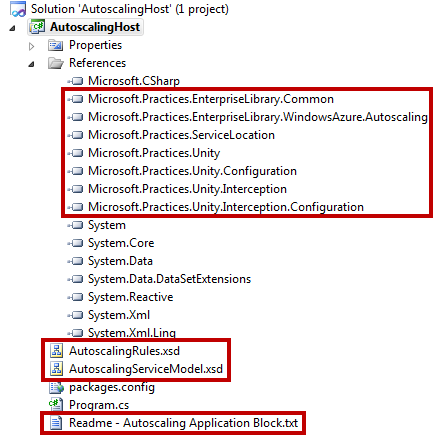 Solution 'AutoscalingHost' (1 project)
AutoscalingHost
Properties
References
Microsoft.CSharp
Microsoft.Practices.EnterpriseLibrary.Common
Microsoft.Practices.EnterpriseLibrary.WindowsAzure.Autoscaling
Microsoft.Practices.ServiceLocation
Microsoft.Practices.Unity
Microsoft.Practices.Unity.Configuration
Microsoft.Practices.Unity.Interception
Microsoft.Practices.Unity.Interception.Configuration
System
System.Core
System.Data
System.Data.DataSetExtensions
System.Reactive
System.Xml
System.Xml.Linq
AutoscalingRules.xsd
AutoscalingServiceModel.xsd
packages.config
Program.cs
Readme - Autoscaling Application Block.txt